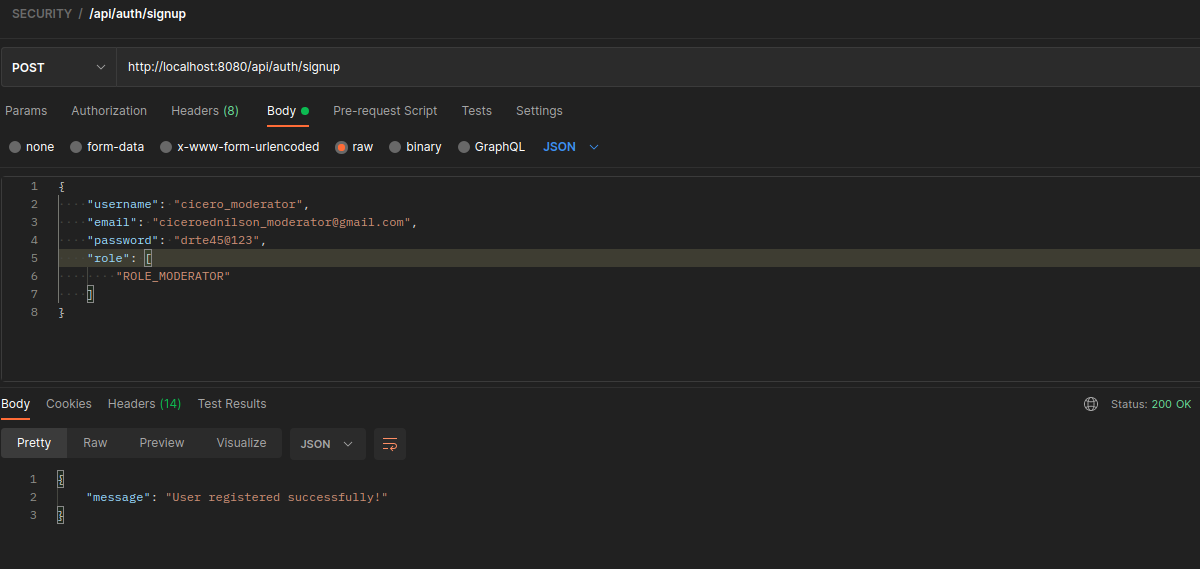 SECURITY / /api/auth/signup
POST http://localhost:8080/api/auth/signup
Params Authorization Headers (8) Body Pre-request Script Tests Settings
none form-data x-www-form-urlencoded raw binary GraphQL JSON
1 {
2 "username": "cicero_moderator",
3 "email": "ciceroednilson_moderator@gmail.com",
4 "password": "drte45@123",
5 "role": [
6 "ROLE_MODERATOR"
7 ]
8 }
Body Cookies Headers (14) Test Results Status: 200 OK
Pretty Raw Preview Visualize JSON
1 {
2 "message": "User registered successfully!"
3 }